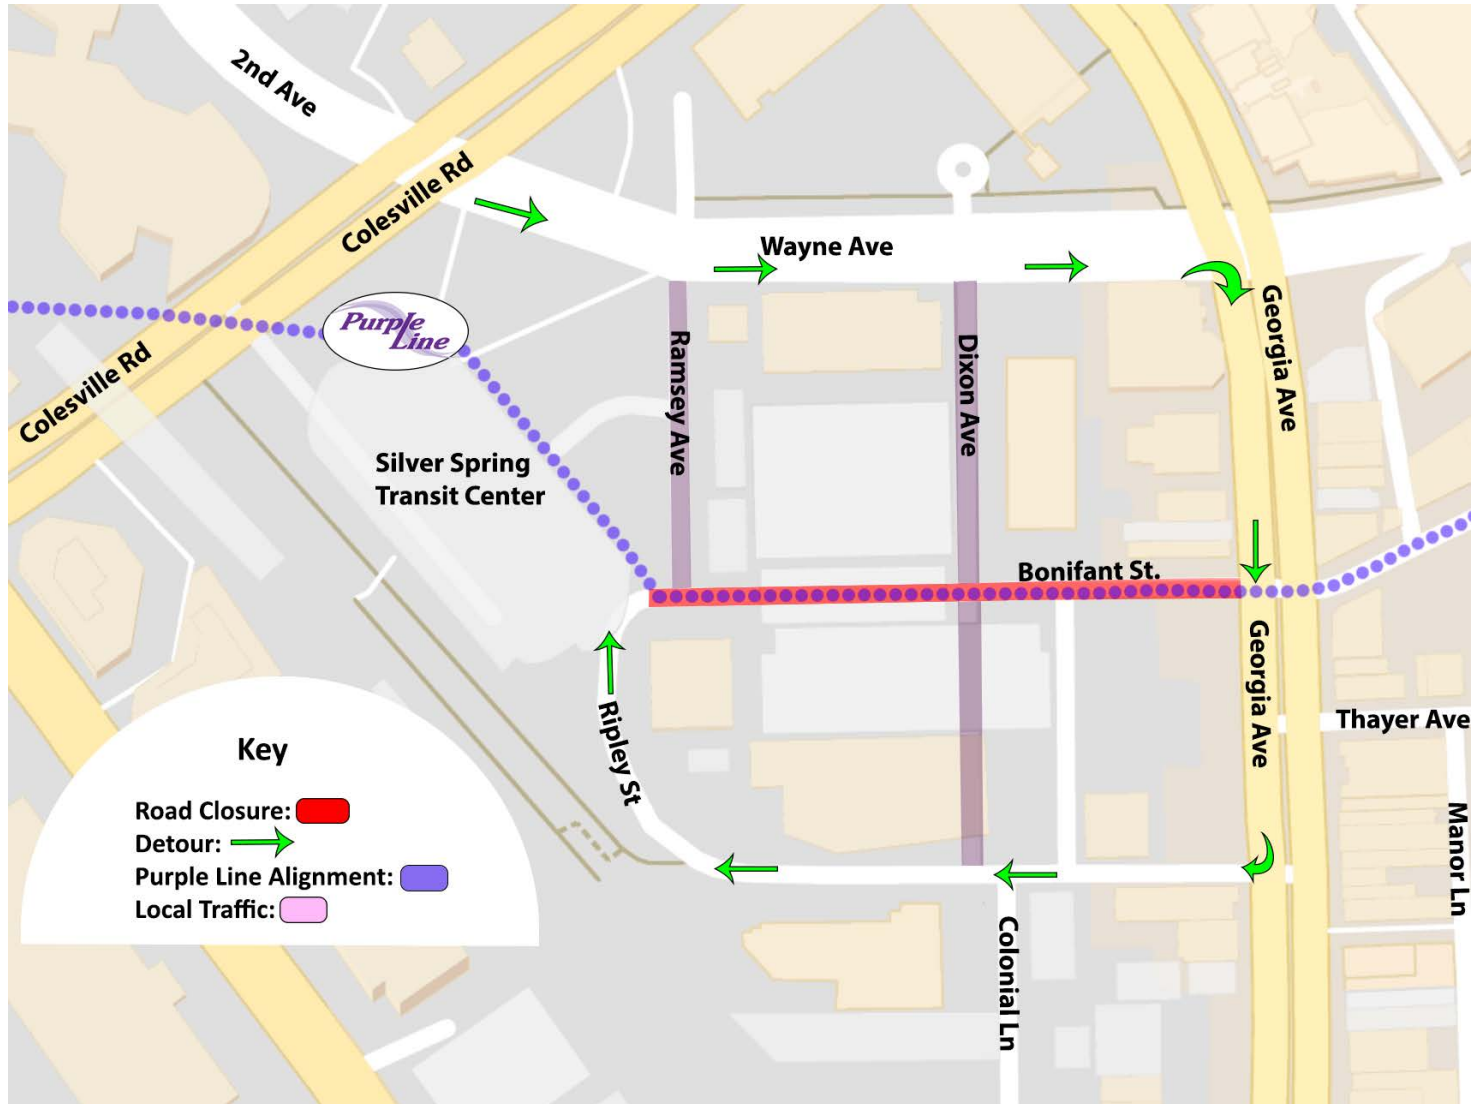 2nd Ave
Colesville Rd
Wayne Ave
Purple
Line
Georgia Ave
Colesville Rd
Ramsey Ave
Dixon Ave
Silver Spring
Transit Center
Bonifant St.
Georgia Ave
Thayer Ave
Ripley St
Manor Ln
Colonial Ln
Key
Road Closure:
Detour:
Purple Line Alignment:
Local Traffic: